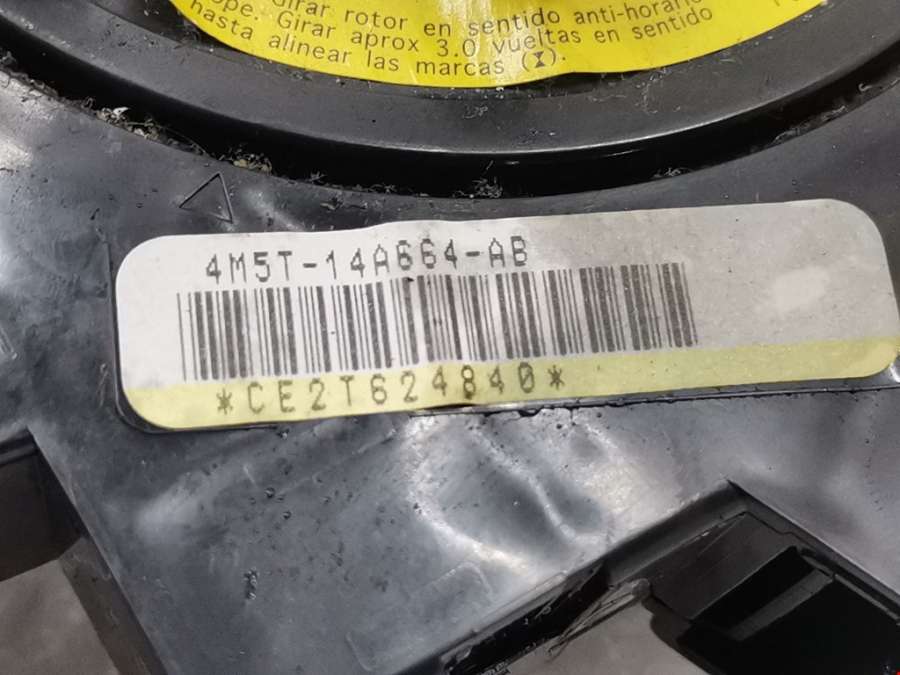 Girar rotor en sentido anti-horario
ope. Girar aprox 3.0 vueltas en sentido
hasta alinear las marcas (X).
4M5T-14A664-AB
*CE2T624840*